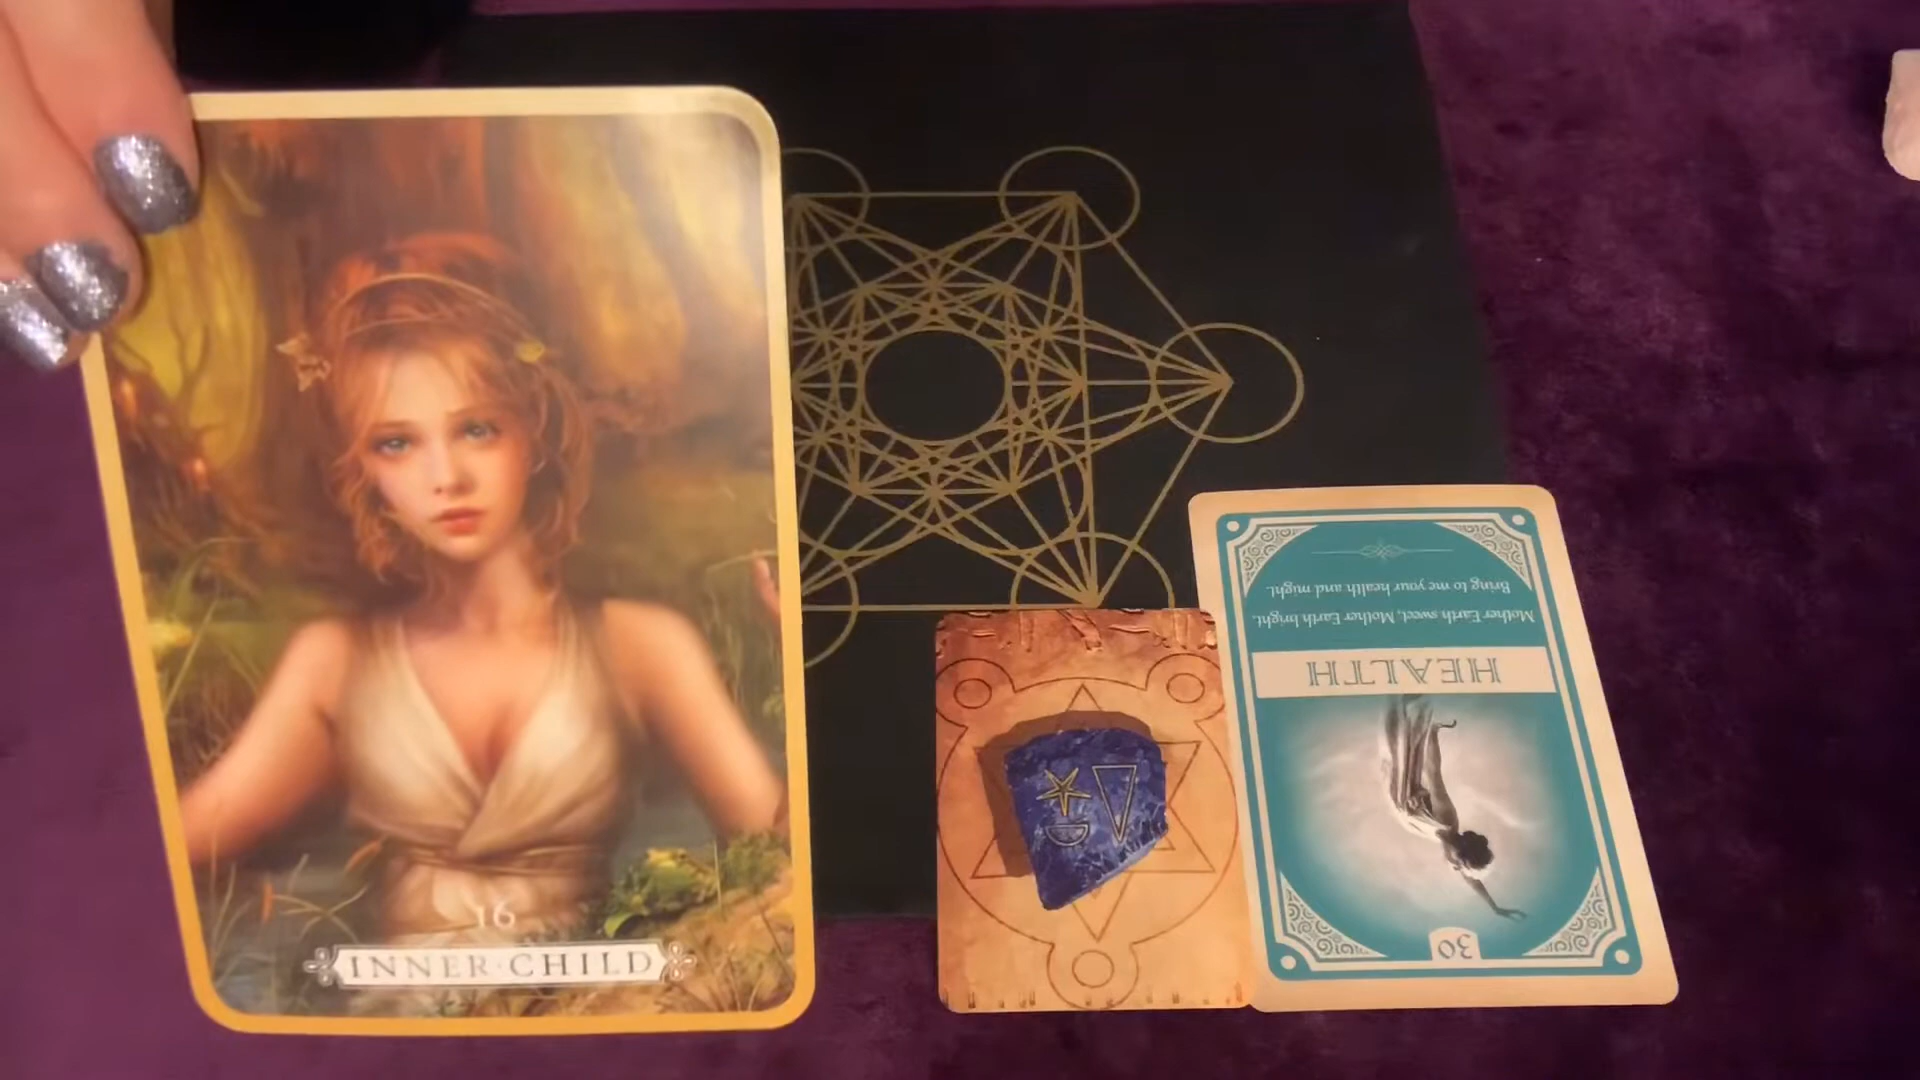 16
INNER·CHILD
30
HEALTH
Mother Earth sweet, Mother Earth bright,
Bring to me your health and might.